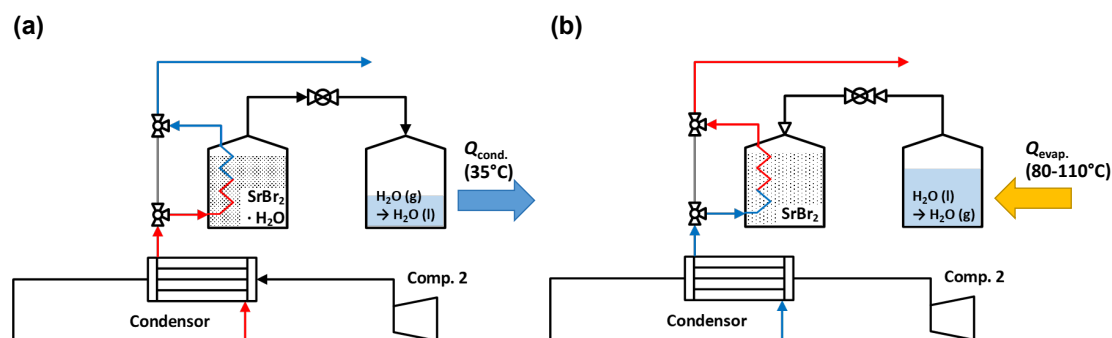 (a)
SrBr2
· H2O
H2O (g)
→ H2O (l)
Qcond.
(35°C)
Comp. 2
Condensor
(b)
SrBr2
H2O (l)
→ H2O (g)
Qevap.
(80-110°C)
Comp. 2
Condensor